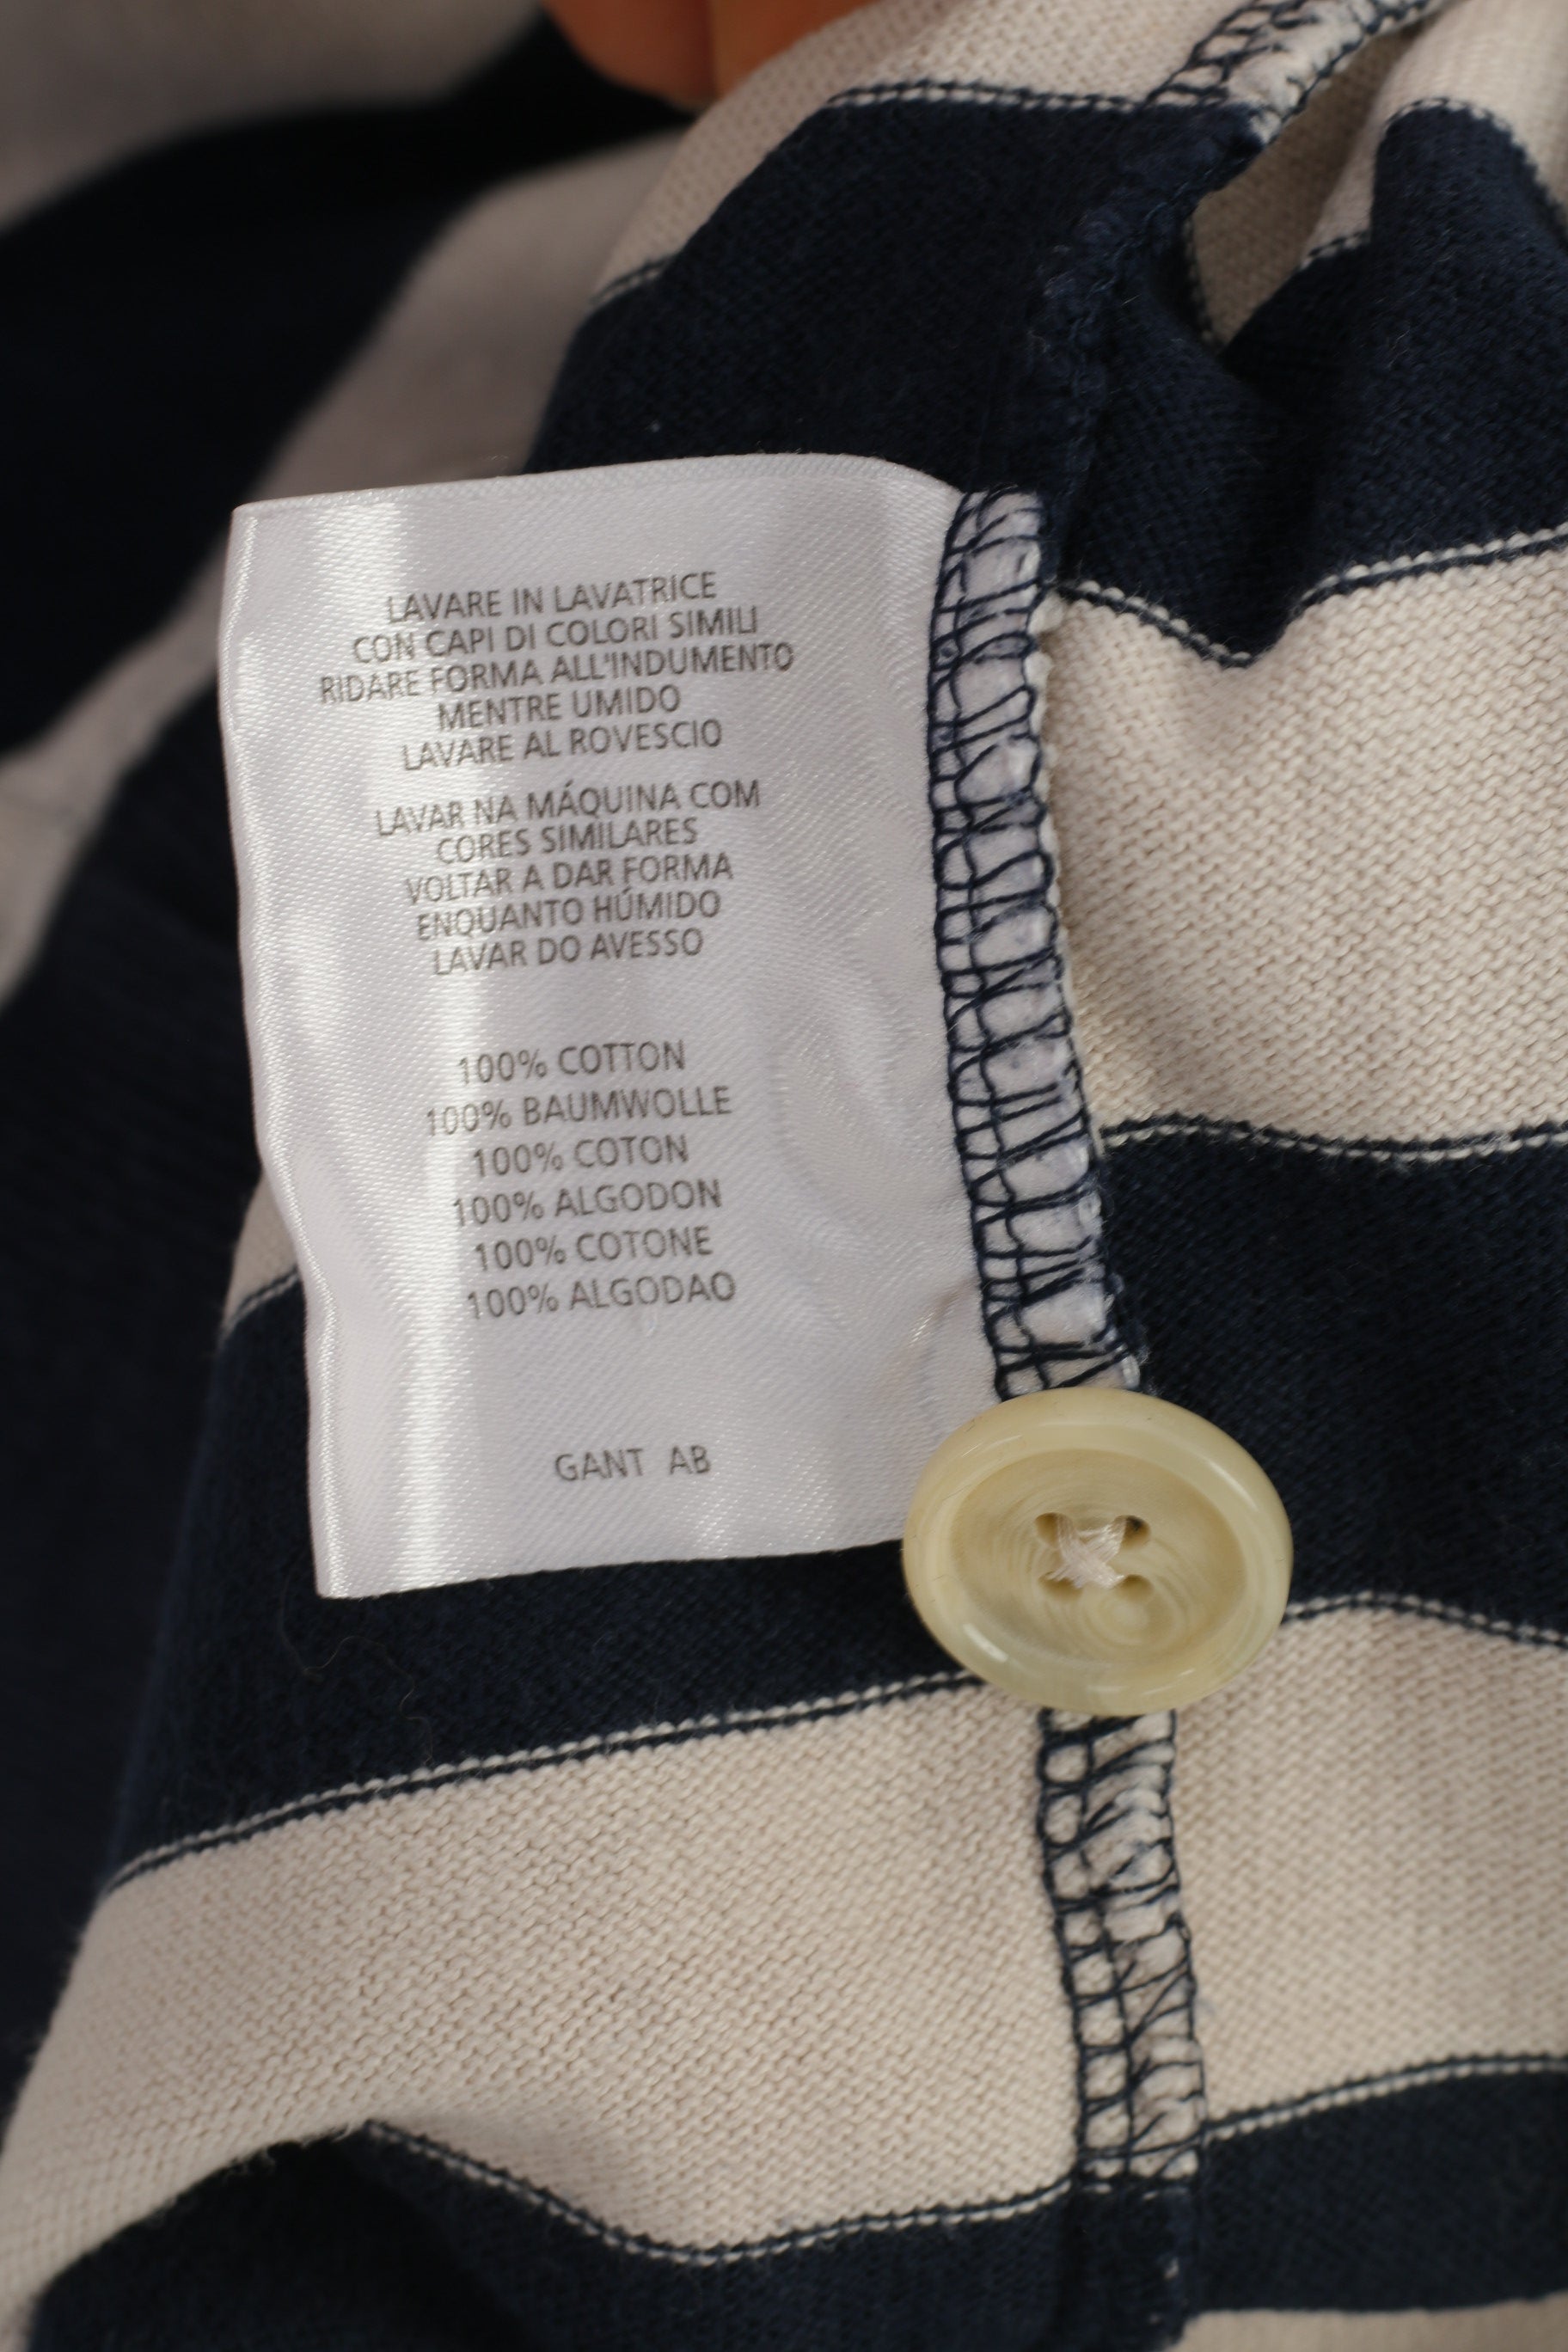 LAVARE IN LAVATRICE
CON CAPI DI COLORI SIMILI
RIDARE FORMA ALL'INDUMENTO
MENTRE UMIDO
LAVARE AL ROVESCIO
LAVAR NA MÁQUINA COM
CORES SIMILARES
VOLTAR A DAR FORMA
ENQUANTO HÚMIDO
LAVAR DO AVESSO
100% COTTON
100% BAUMWOLLE
100% COTON
100% ALGODON
100% COTONE
100% ALGODAO
GANT AB